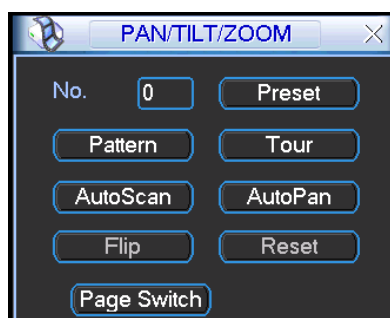 PAN/TILT/ZOOM
No. 0 Preset
Pattern Tour
AutoScan AutoPan
Flip Reset
Page Switch